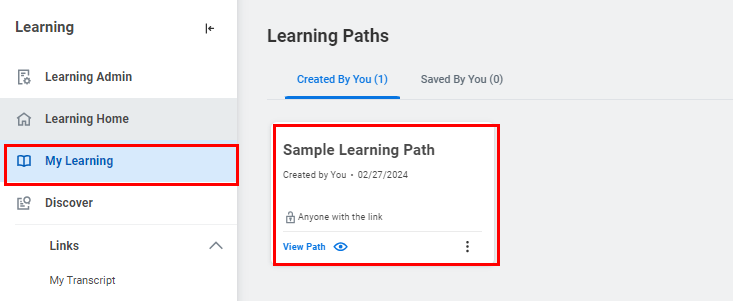 Learning
Learning Admin
Learning Home
My Learning
Discover
Links
My Transcript
Learning Paths
Created By You (1)
Saved By You (0)
Sample Learning Path
Created by You • 02/27/2024
Anyone with the link
View Path